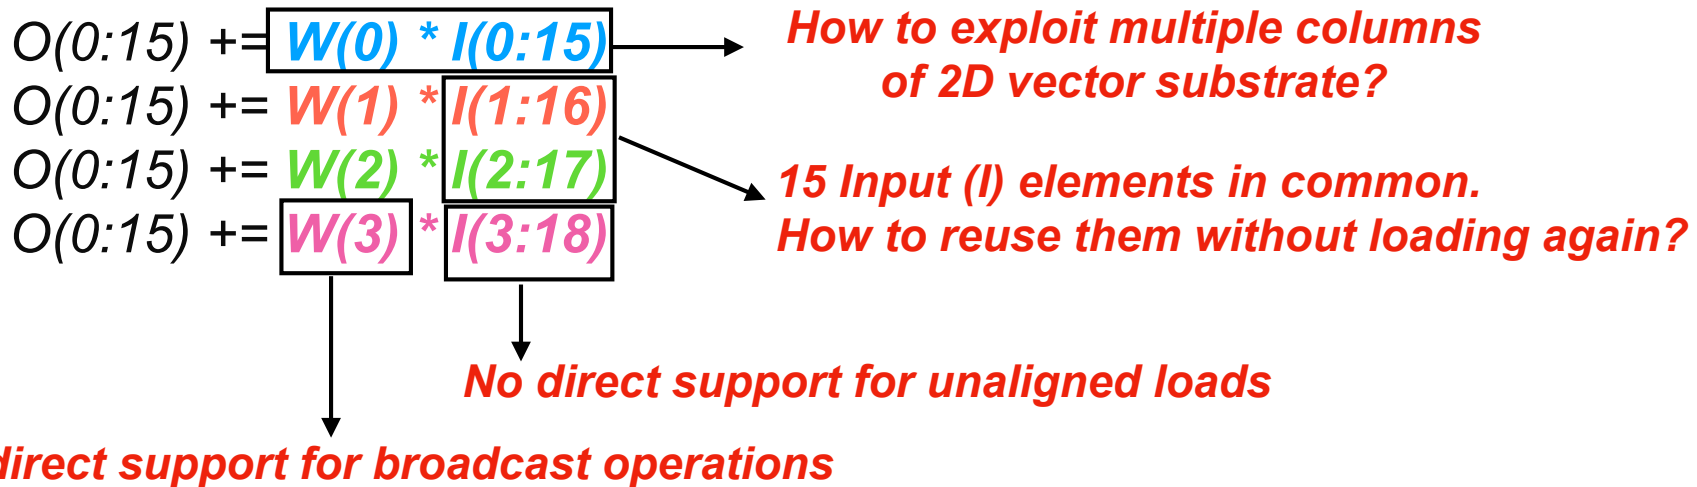 O(0:15) += W(0) * I(0:15)
O(0:15) += W(1) * I(1:16)
O(0:15) += W(2) * I(2:17)
O(0:15) += W(3) * I(3:18)
How to exploit multiple columns
of 2D vector substrate?
15 Input (I) elements in common.
How to reuse them without loading again?
No direct support for unaligned loads
direct support for broadcast operations